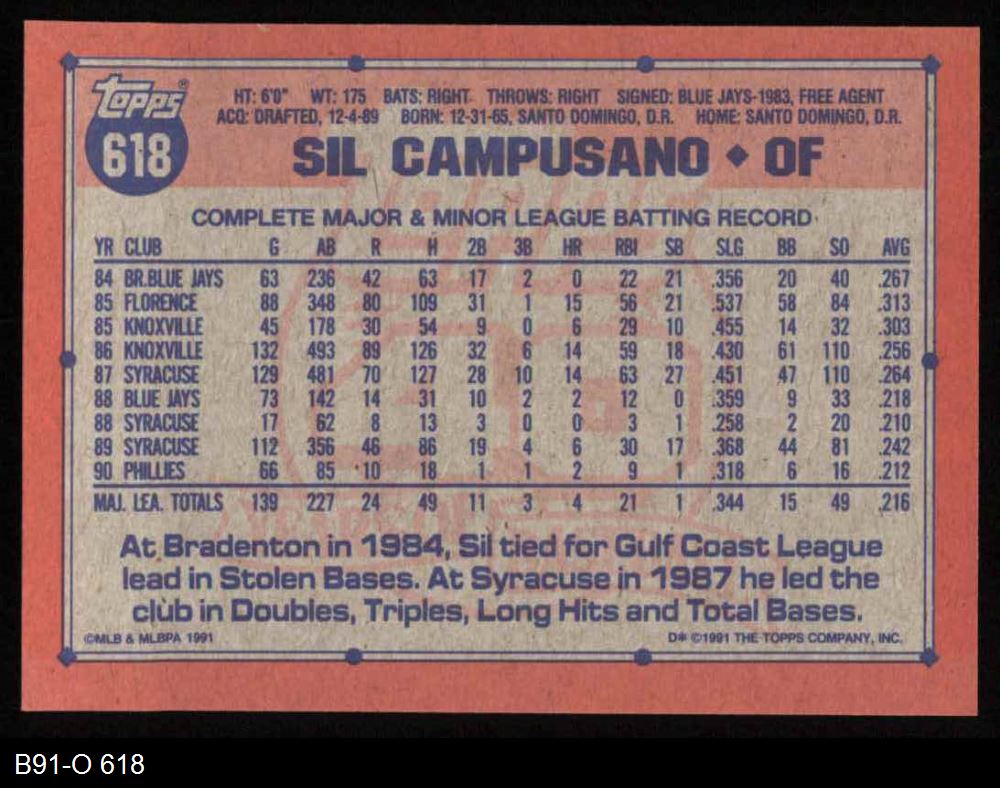 topps®
618
HT: 6'0" WT: 175 BATS: RIGHT THROWS: RIGHT SIGNED: BLUE JAYS-1983, FREE AGENT
ACQ: DRAFTED, 12-4-89 BORN: 12-31-65, SANTO DOMINGO, D.R. HOME: SANTO DOMINGO, D.R.
SIL CAMPUSANO ◆ OF
COMPLETE MAJOR & MINOR LEAGUE BATTING RECORD
YR CLUB G AB R H 2B 3B HR RBI SB SLG BB SO AVG
84 BR.BLUE JAYS 63 236 42 63 17 2 0 22 21 .356 20 40 .267
85 FLORENCE 88 348 80 109 31 1 15 56 21 .537 58 84 .313
85 KNOXVILLE 45 178 30 54 9 0 6 29 10 .455 14 32 .303
86 KNOXVILLE 132 493 89 126 32 6 14 59 18 .430 61 110 .256
87 SYRACUSE 129 481 70 127 28 10 14 63 27 .451 47 110 .264
88 BLUE JAYS 73 142 14 31 10 2 2 12 0 .359 9 33 .218
88 SYRACUSE 17 62 8 13 3 0 0 3 1 .258 2 20 .210
89 SYRACUSE 112 356 46 86 19 4 6 30 17 .368 44 81 .242
90 PHILLIES 66 85 10 18 1 1 2 9 1 .318 6 16 .212
MAJ. LEA. TOTALS 139 227 24 49 11 3 4 21 1 .344 15 49 .216
At Bradenton in 1984, Sil tied for Gulf Coast League
lead in Stolen Bases. At Syracuse in 1987 he led the
club in Doubles, Triples, Long Hits and Total Bases.
©MLB & MLBPA 1991 D* ©1991 THE TOPPS COMPANY, INC.
B91-O 618